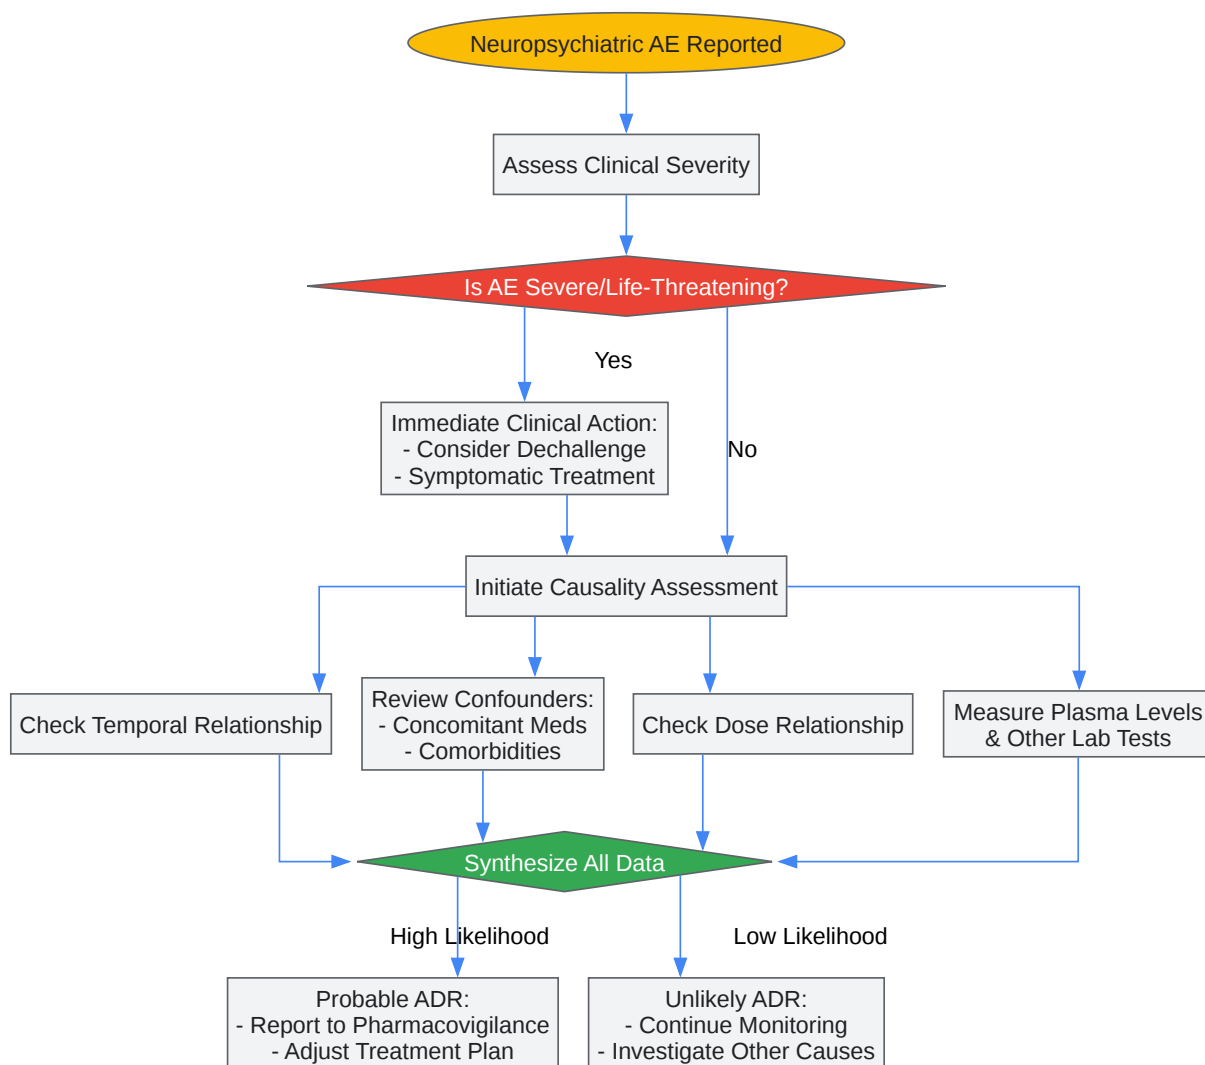 Neuropsychiatric AE Reported
Assess Clinical Severity
Is AE Severe/Life-Threatening?
Yes
Immediate Clinical Action:
- Consider Dechallenge
- Symptomatic Treatment
No
Initiate Causality Assessment
Check Temporal Relationship
Review Confounders:
- Concomitant Meds
- Comorbidities
Check Dose Relationship
Measure Plasma Levels
& Other Lab Tests
Synthesize All Data
High Likelihood
Low Likelihood
Probable ADR:
- Report to Pharmacovigilance
- Adjust Treatment Plan
Unlikely ADR:
- Continue Monitoring
- Investigate Other Causes